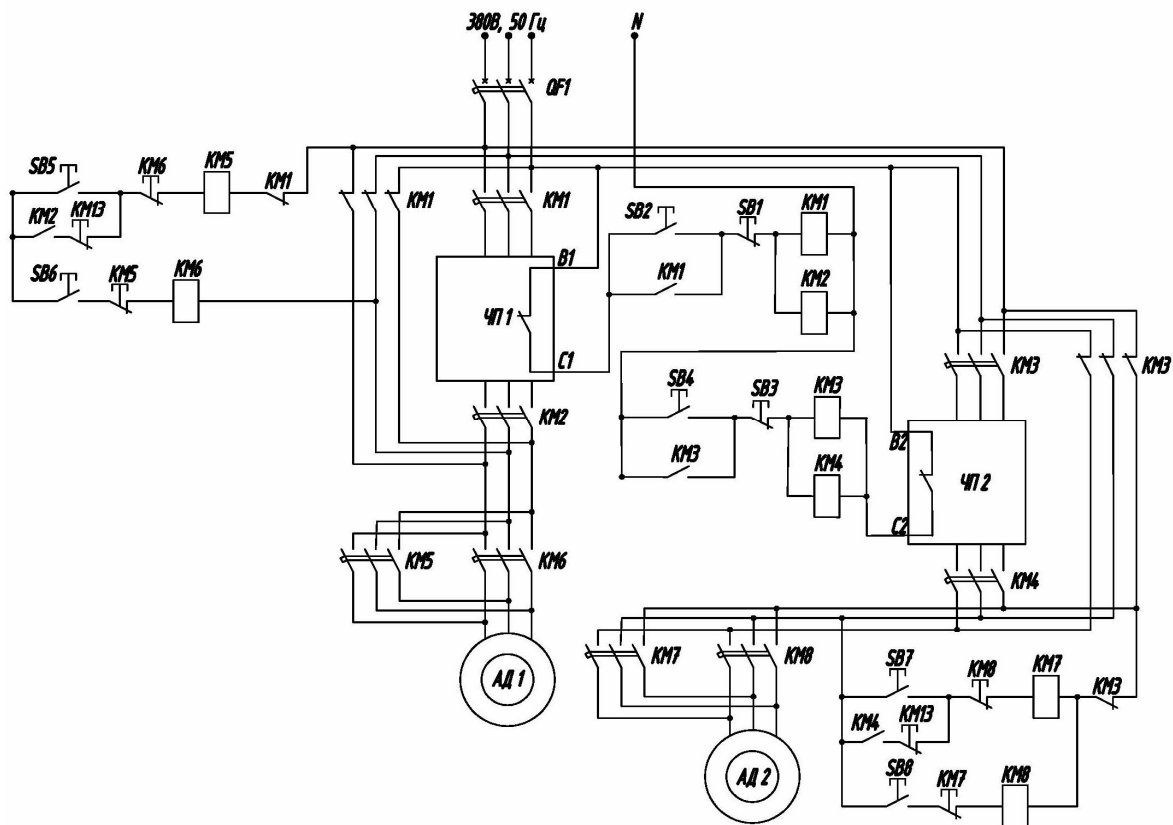 380В, 50 Гц
N
QF1
SB5
KM6
KM5
KM1
KM2
KM13
SB6
KM5
KM6
KM1
KM1
SB2
SB1
KM1
KM1
KM2
B1
ЧП 1
C1
KM2
SB4
SB3
KM3
KM3
KM4
KM3
KM3
B2
ЧП 2
C2
KM4
KM5
KM6
АД 1
KM7
KM8
АД 2
SB7
KM8
KM7
KM3
KM4
KM13
SB8
KM7
KM8